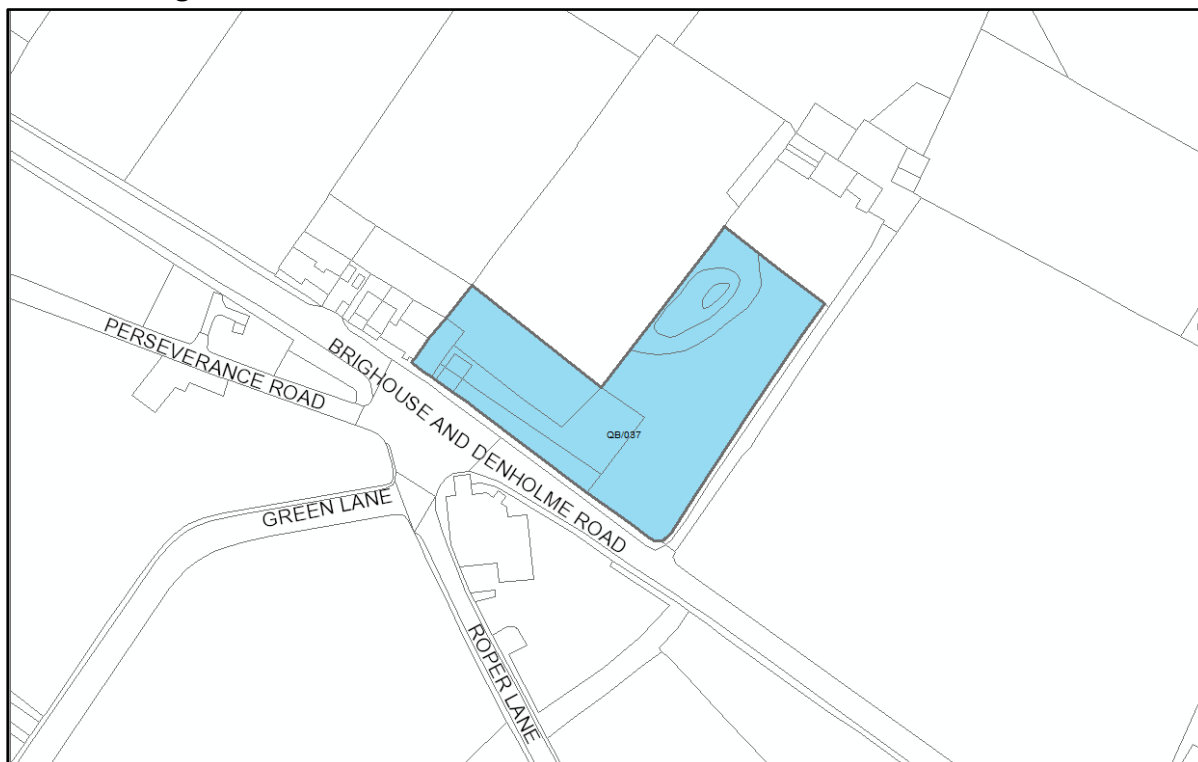 PERSEVERANCE ROAD
BRIGHOUSE AND DENHOLME ROAD
QB/037
GREEN LANE
ROPER LANE